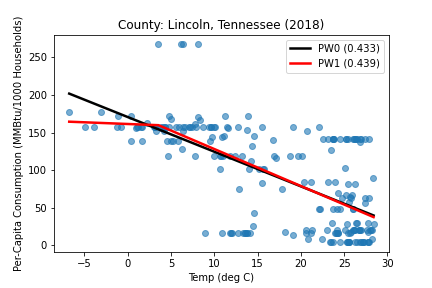 County: Lincoln, Tennessee (2018)
PW0 (0.433)
PW1 (0.439)
Per-Capita Consumption (MMBtu/1000 Households)
250
200
150
100
50
0
−5 0 5 10 15 20 25 30
Temp (deg C)